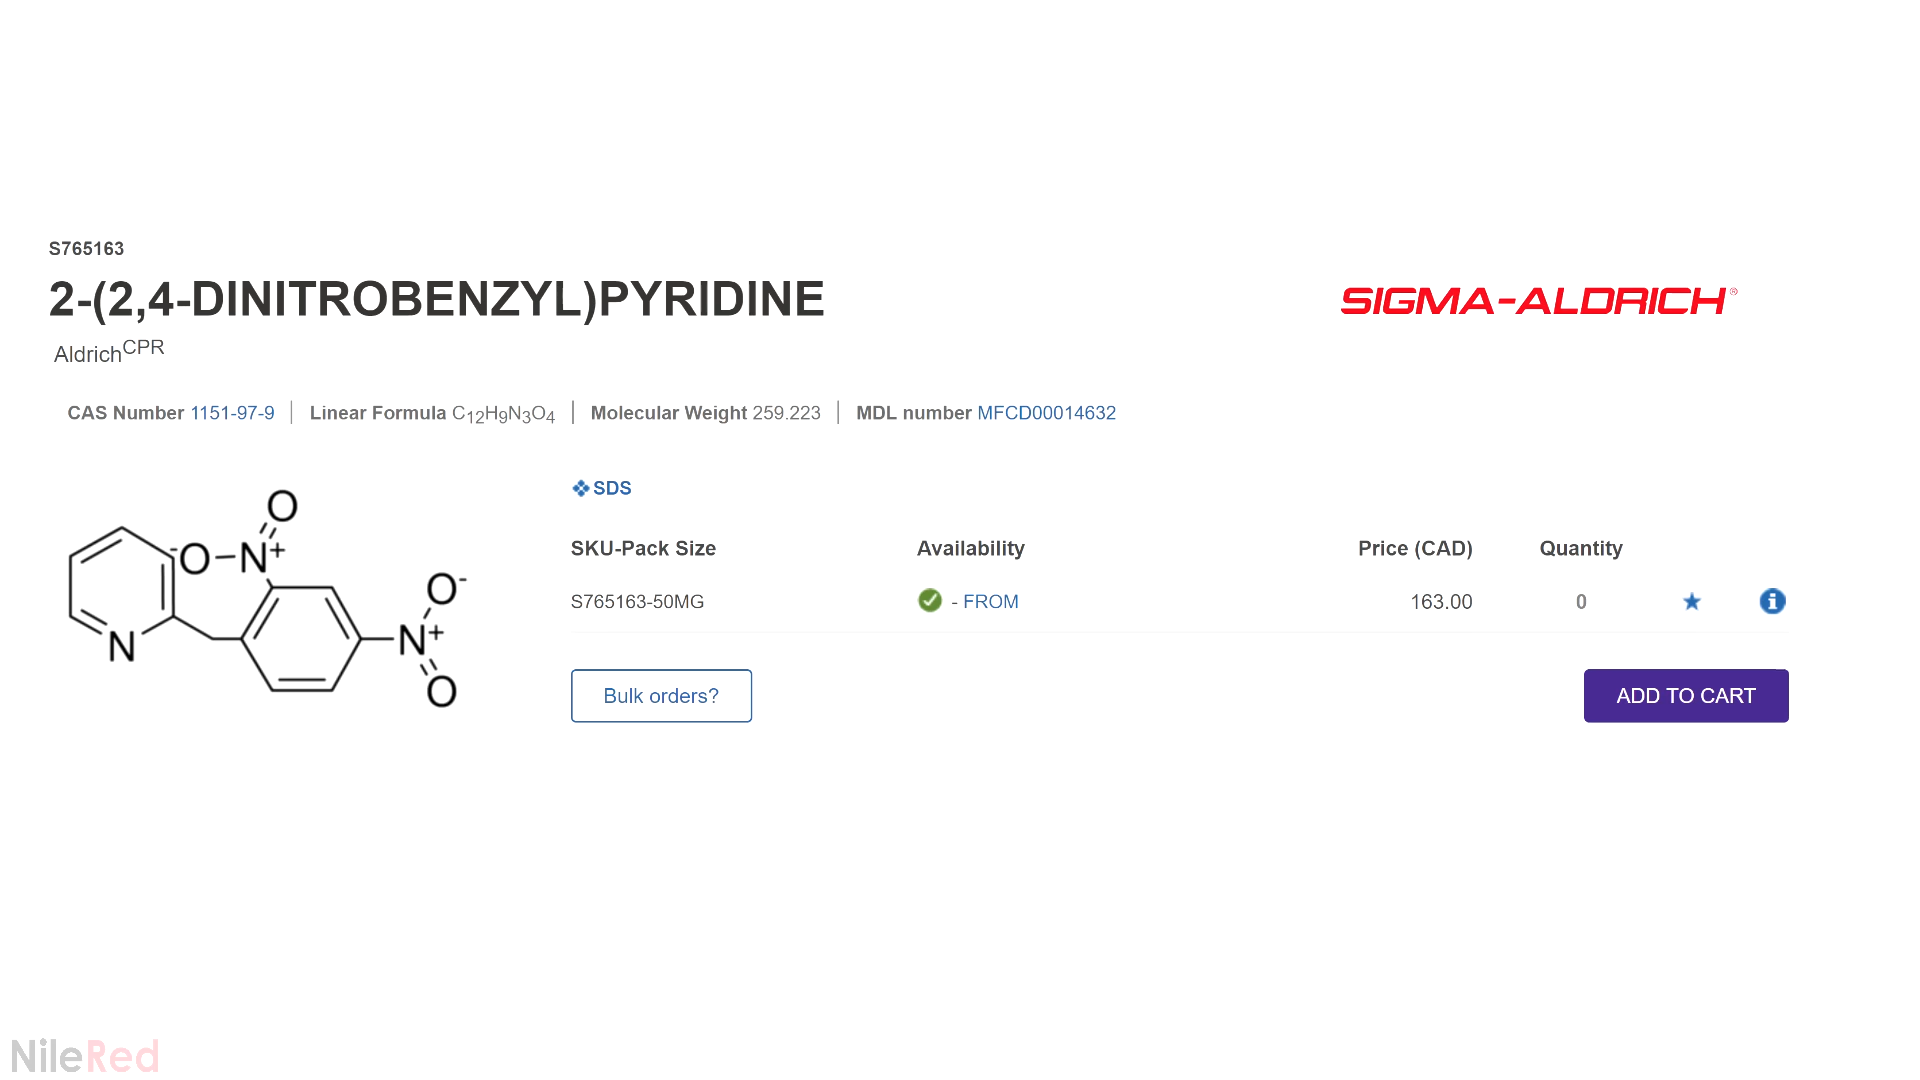 S765163
2-(2,4-DINITROBENZYL)PYRIDINE
SIGMA-ALDRICH®
AldrichCPR
CAS Number 1151-97-9 | Linear Formula C12H9N3O4 | Molecular Weight 259.223 | MDL number MFCD00014632
SDS
SKU-Pack Size Availability Price (CAD) Quantity
S765163-50MG - FROM 163.00 0
Bulk orders? ADD TO CART
O
-O N+
O-
N+
N
O
NileRed